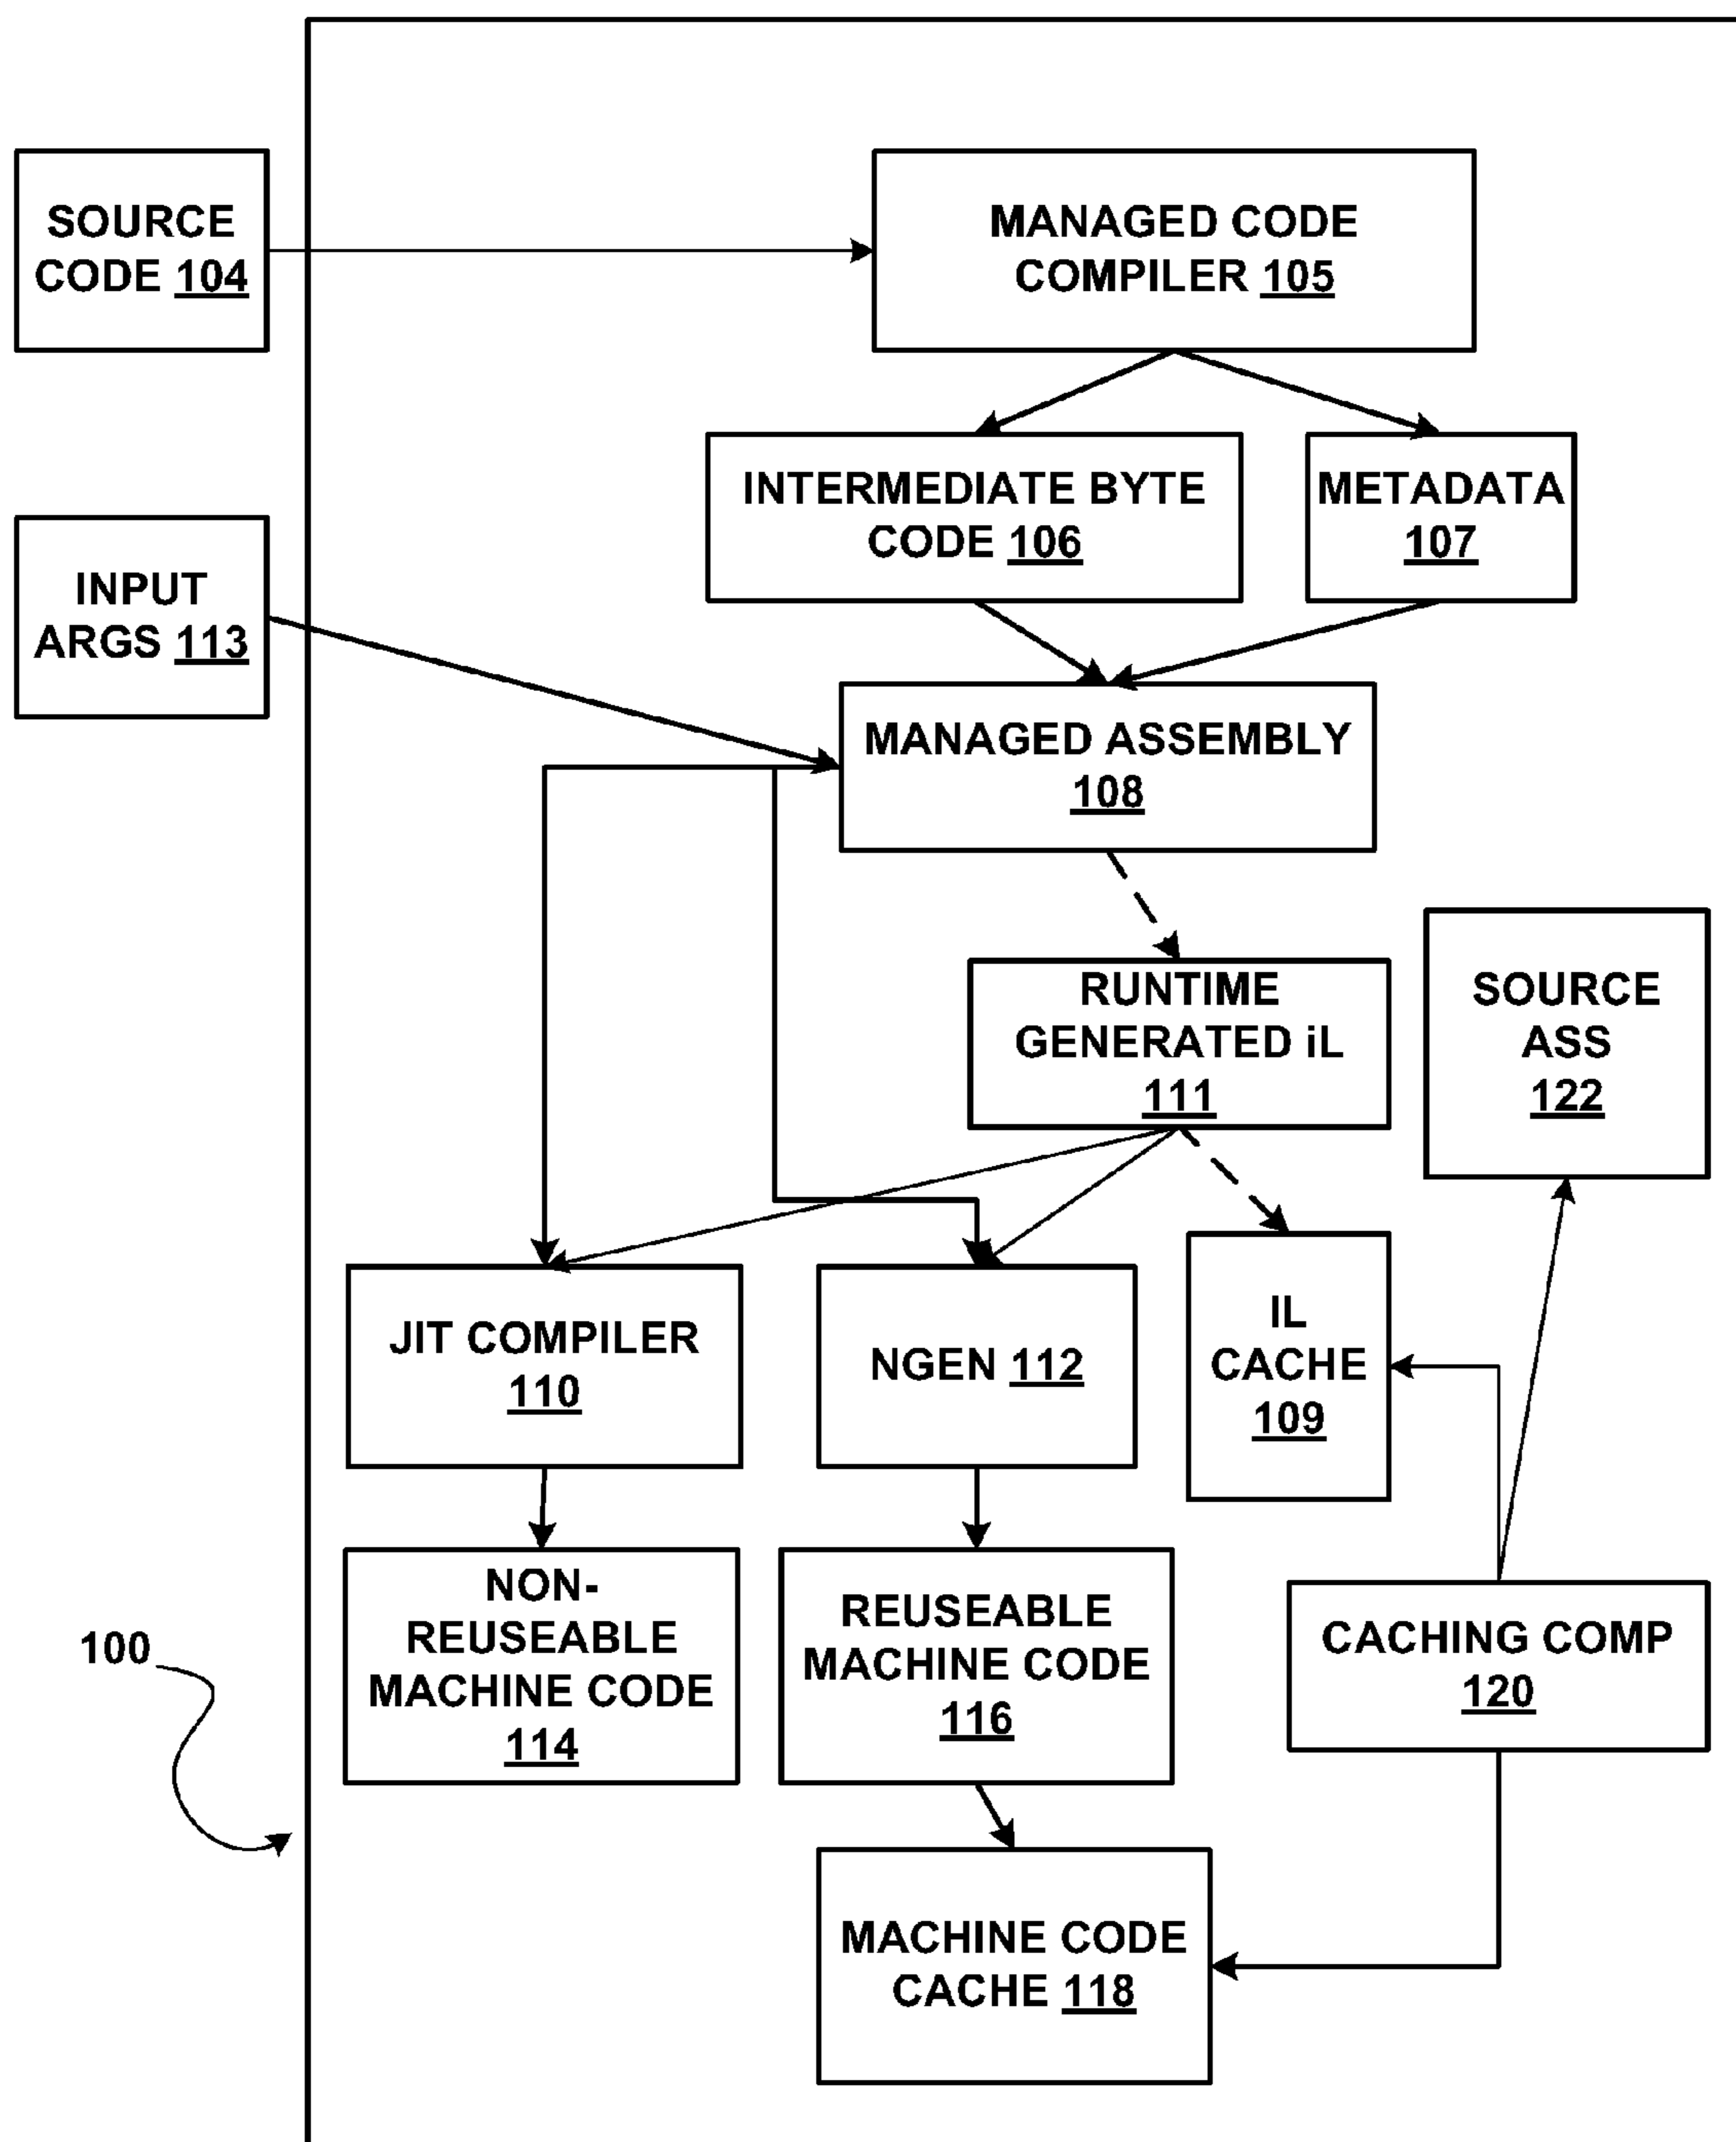 SOURCE
CODE 104
MANAGED CODE
COMPILER 105
INTERMEDIATE BYTE
CODE 106
METADATA
107
INPUT
ARGS 113
MANAGED ASSEMBLY
108
RUNTIME
GENERATED iL
111
SOURCE
ASS
122
JIT COMPILER
110
NGEN 112
IL
CACHE
109
NON-
REUSEABLE
MACHINE CODE
114
REUSEABLE
MACHINE CODE
116
CACHING COMP
120
100
MACHINE CODE
CACHE 118